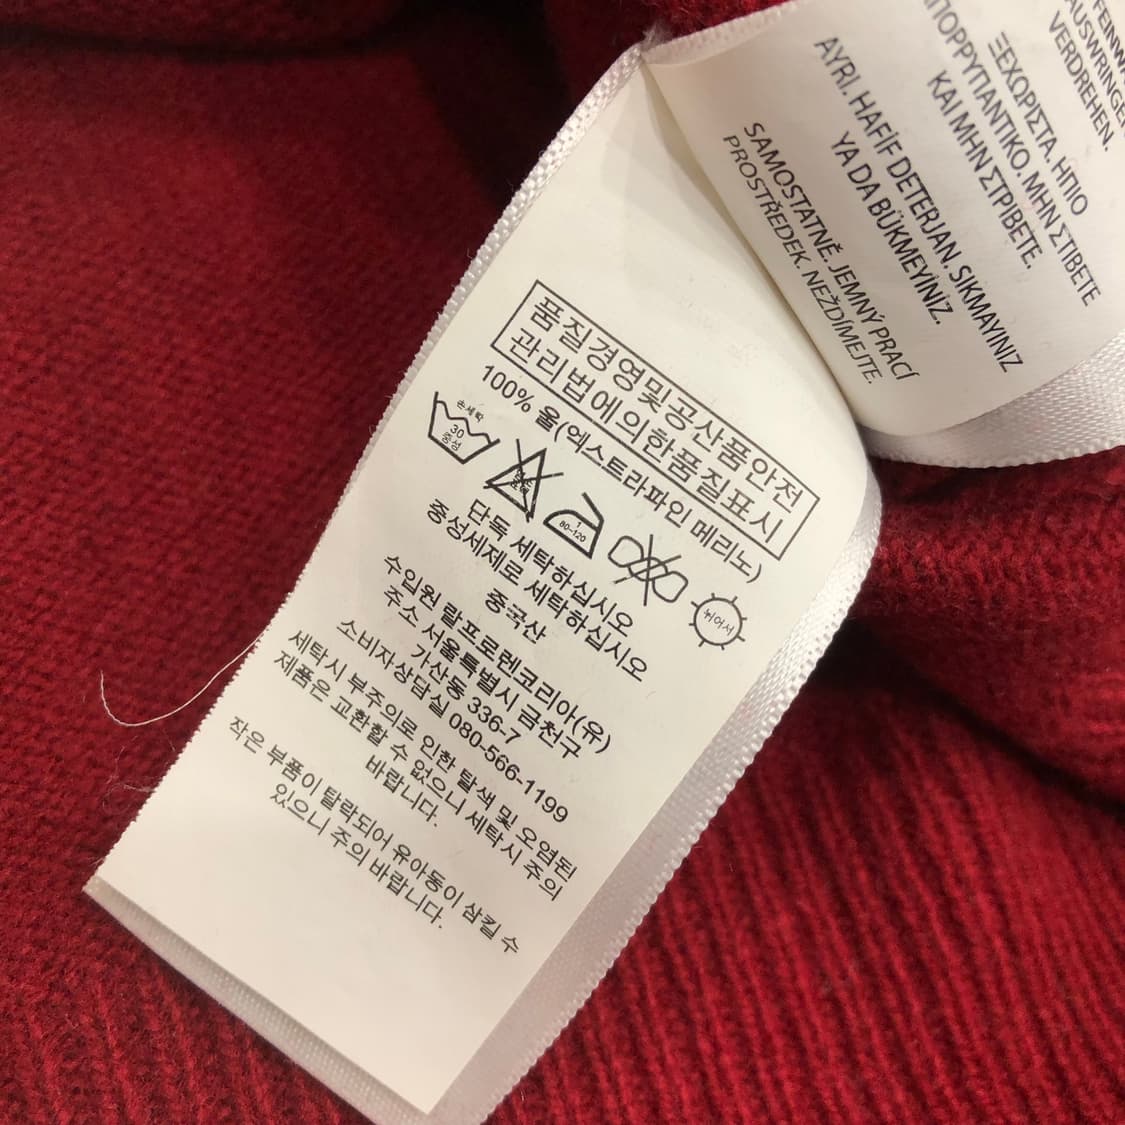 품질경영및공산품안전
관리법에의한품질표시
100% 울(엑스트라파인 메리노)
손세탁
30
중성
1
80-120
뉘어서
단독 세탁하십시오
중성세제로 세탁하십시오
중국산
수입원 랄프로렌코리아(유)
주소 서울특별시 금천구
가산동 336-7
소비자상담실 080-566-1199
세탁시 부주의로 인한 탈색 및 오염된
제품은 교환할 수 없으니 세탁시 주의
바랍니다.
작은 부품이 탈락되어 유아동이 삼킬 수
있으니 주의 바랍니다.
AUSWRINGEN
VERDREHEN.
ΞΕΧΩΡΙΣΤΑ. ΗΠΙΟ
ΑΠΟΡΡΥΠΑΝΤΙΚΟ. ΜΗΝ ΣΤΙΒΕΤΕ
ΚΑΙ ΜΗΝ ΣΤΡΙΒΕΤΕ.
AYRI. HAFİF DETERJAN. SIKMAYINIZ
YA DA BÜKMEYİNİZ.
SAMOSTATNĚ. JEMNÝ PRACÍ
PROSTŘEDEK. NEŽDÍMEJTE.